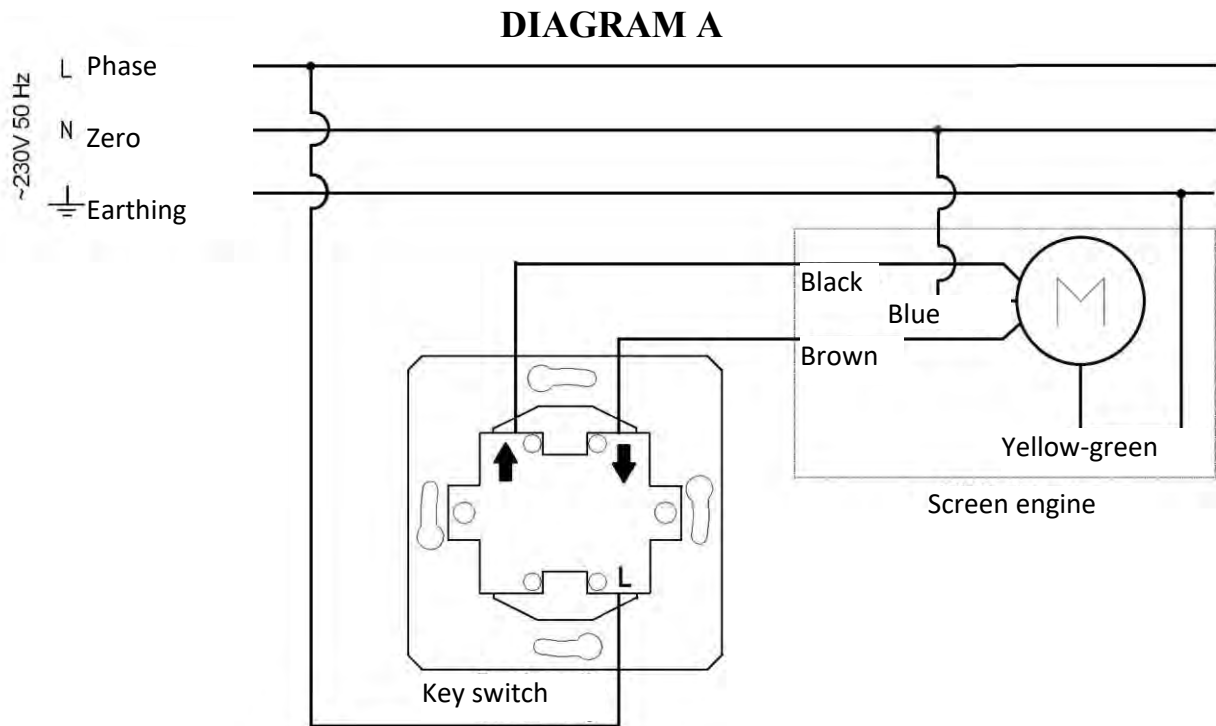 DIAGRAM A
~230V 50 Hz
L Phase
N Zero
Earthing
Black
Blue
Brown
M
Yellow-green
Screen engine
L
Key switch